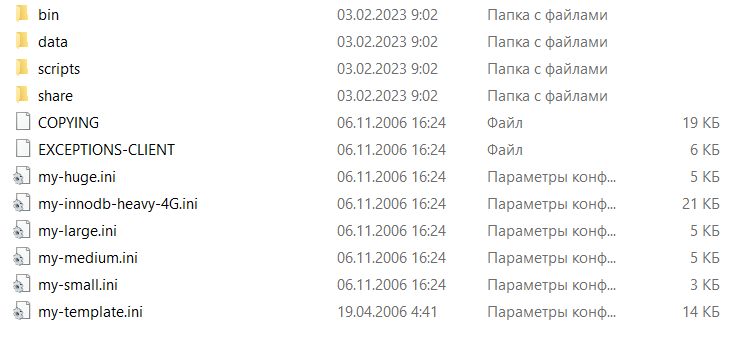 bin 03.02.2023 9:02 Папка с файлами
data 03.02.2023 9:02 Папка с файлами
scripts 03.02.2023 9:02 Папка с файлами
share 03.02.2023 9:02 Папка с файлами
COPYING 06.11.2006 16:24 Файл 19 КБ
EXCEPTIONS-CLIENT 06.11.2006 16:24 Файл 6 КБ
my-huge.ini 06.11.2006 16:24 Параметры конф... 5 КБ
my-innodb-heavy-4G.ini 06.11.2006 16:24 Параметры конф... 21 КБ
my-large.ini 06.11.2006 16:24 Параметры конф... 5 КБ
my-medium.ini 06.11.2006 16:24 Параметры конф... 5 КБ
my-small.ini 06.11.2006 16:24 Параметры конф... 3 КБ
my-template.ini 19.04.2006 4:41 Параметры конф... 14 КБ